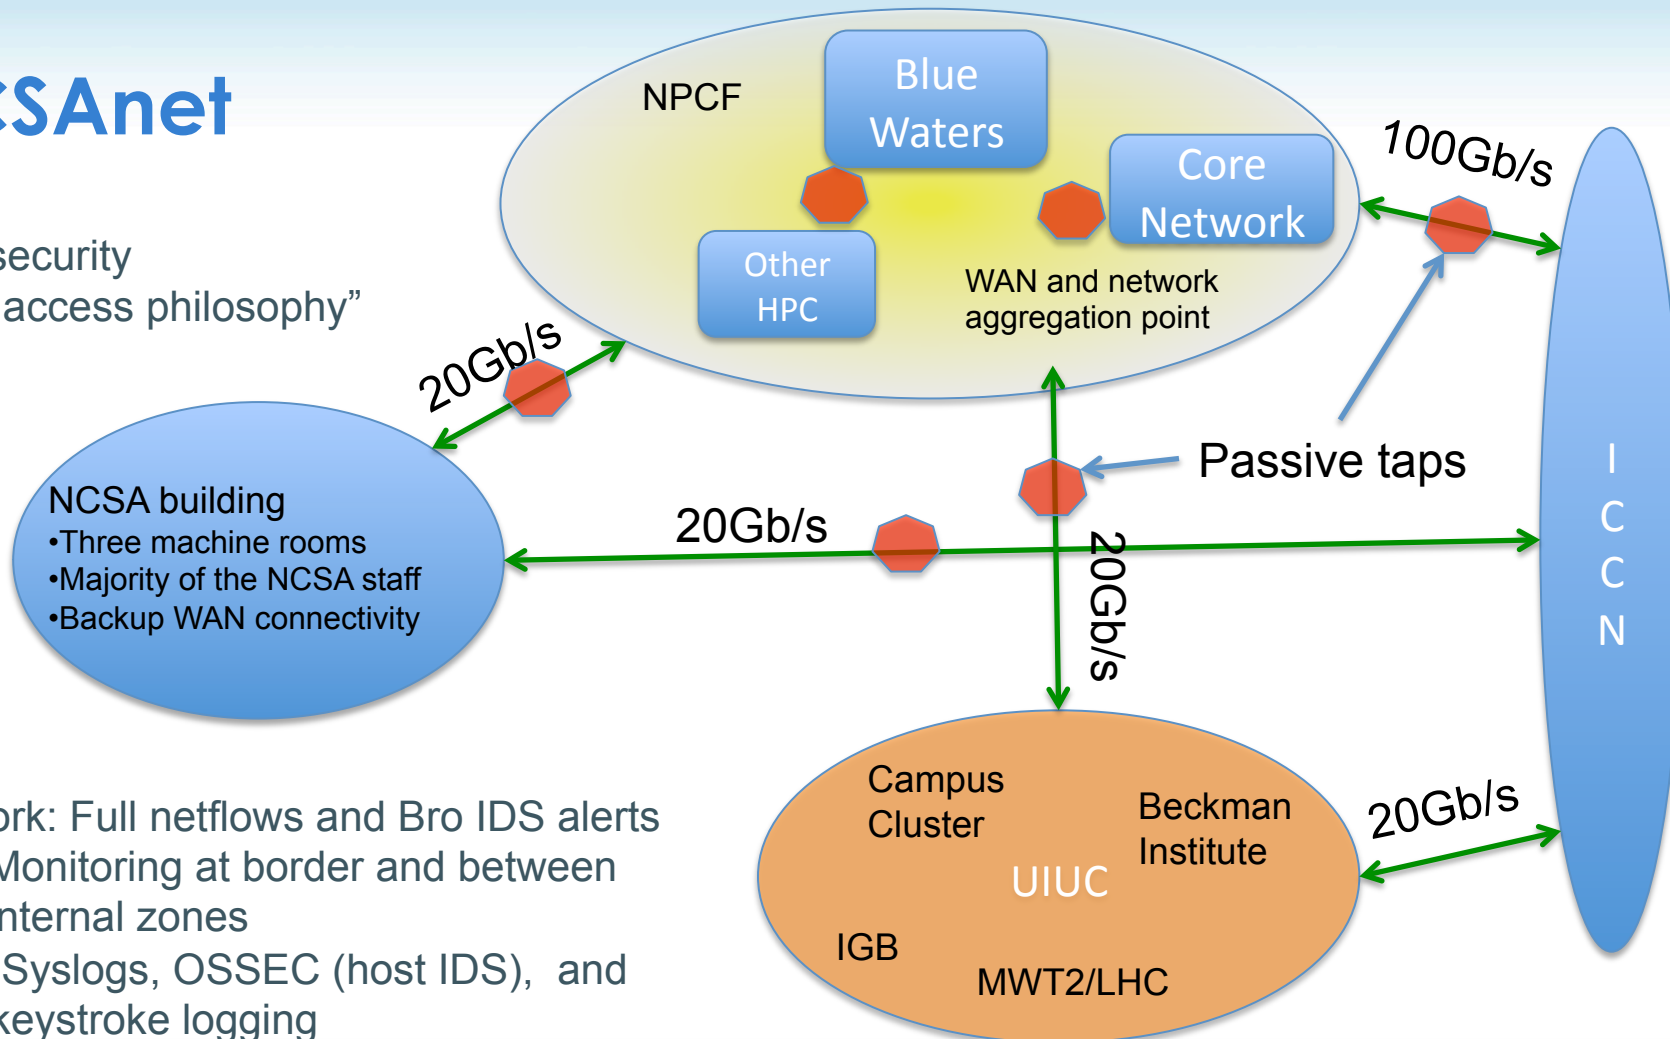 CSAnet
security
access philosophy”
NPCF
Blue
Waters
Core
Network
Other
HPC
WAN and network
aggregation point
100Gb/s
20Gb/s
Passive taps
NCSA building
•Three machine rooms
•Majority of the NCSA staff
•Backup WAN connectivity
20Gb/s
20Gb/s
I
C
C
N
Campus
Cluster
Beckman
Institute
UIUC
IGB
MWT2/LHC
20Gb/s
ork: Full netflows and Bro IDS alerts
Monitoring at border and between
nternal zones
Syslogs, OSSEC (host IDS), and
keystroke logging